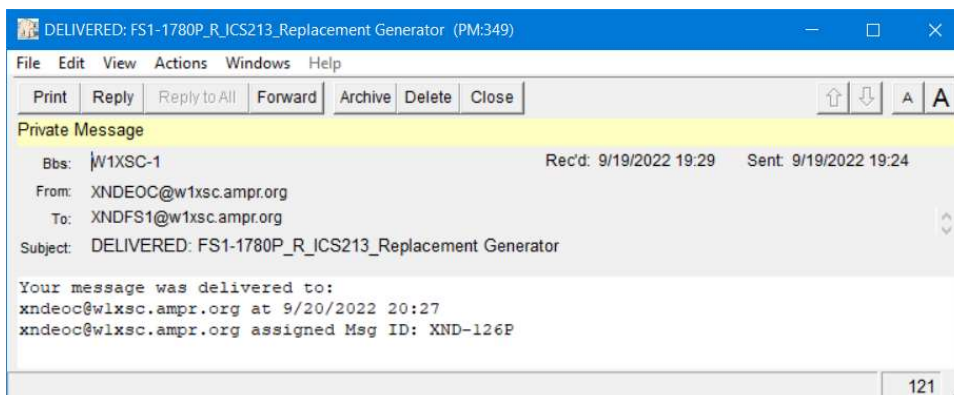 DELIVERED: FS1-1780P_R_ICS213_Replacement Generator (PM:349)
File Edit View Actions Windows Help
Print Reply Reply to All Forward Archive Delete Close A A
Private Message
Bbs: W1XSC-1 Rec'd: 9/19/2022 19:29 Sent: 9/19/2022 19:24
From: XNDEOC@w1xsc.ampr.org
To: XNDFS1@w1xsc.ampr.org
Subject: DELIVERED: FS1-1780P_R_ICS213_Replacement Generator
Your message was delivered to:
xndeoc@w1xsc.ampr.org at 9/20/2022 20:27
xndeoc@w1xsc.ampr.org assigned Msg ID: XND-126P
121